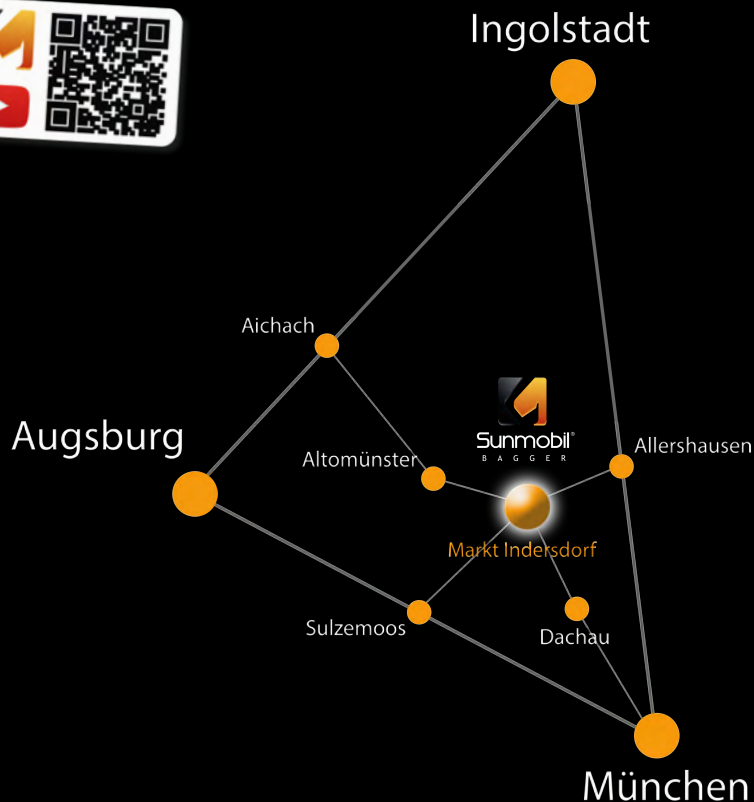 Ingolstadt
Aichach
Augsburg
Sunmobil®
BAGGER
Allershausen
Altomünster
Markt Indersdorf
Sulzemoos
Dachau
München